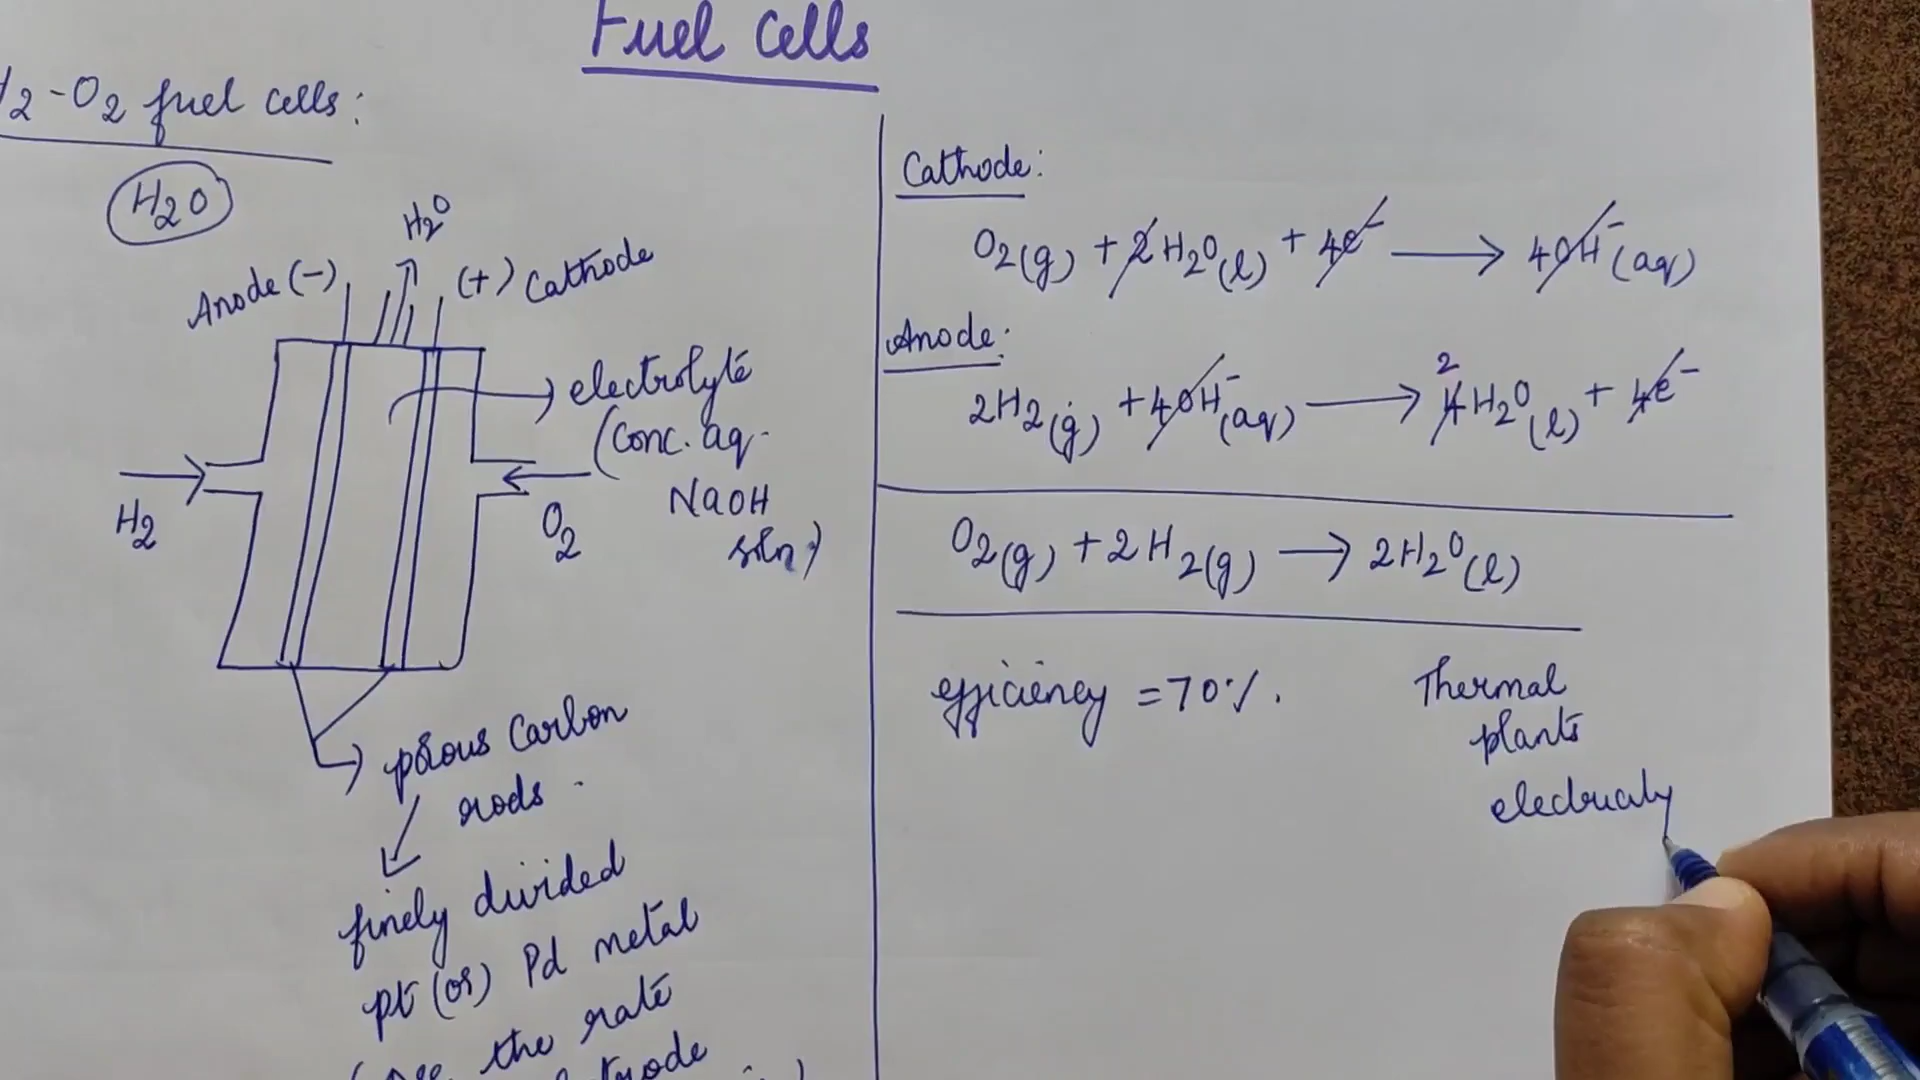 Fuel Cells
H2-O2 fuel cells:
H2O
H2O
Anode (-)
(+) Cathode
electrolyte
(Conc. aq.
NaOH
soln)
H2
O2
porous Carbon
rods.
finely divided
pt (or) Pd metal
the rate
Cathode:
O2(g) + 2H2O(l) + 4e- → 4OH-(aq)
Anode:
2H2(g) + 4OH-(aq) → 2 4H2O(l) + 4e-
O2(g) + 2H2(g) → 2H2O(l)
efficiency = 70%.
Thermal
plants
electricity